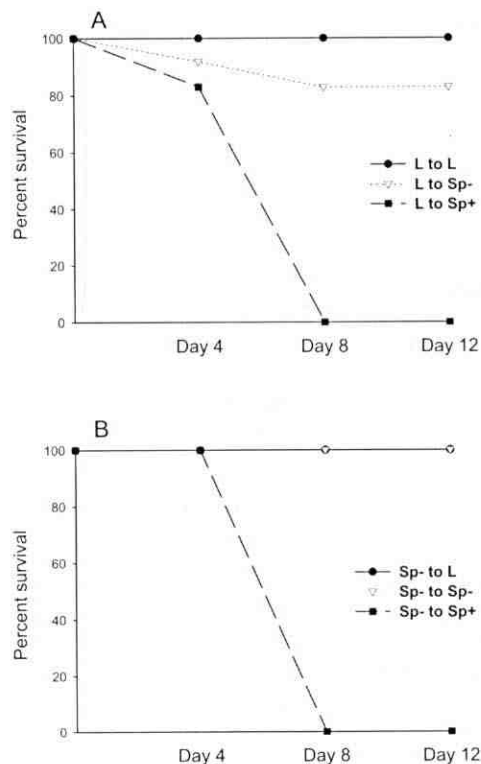 A
100
80
60
40
20
0
Percent survival
L to L
L to Sp-
L to Sp+
Day 4 Day 8 Day 12
B
100
80
60
40
20
0
Percent survival
Sp- to L
Sp- to Sp-
Sp- to Sp+
Day 4 Day 8 Day 12